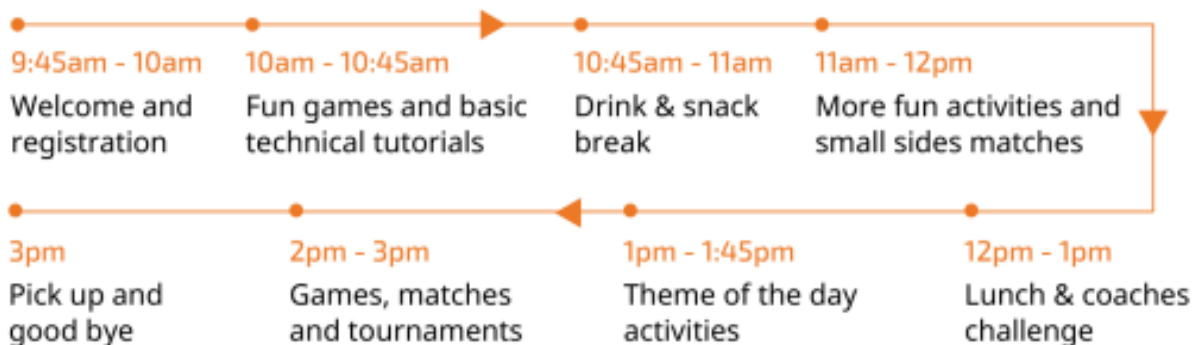 9:45am - 10am
Welcome and
registration
10am - 10:45am
Fun games and basic
technical tutorials
10:45am - 11am
Drink & snack
break
11am - 12pm
More fun activities and
small sides matches
12pm - 1pm
Lunch & coaches
challenge
1pm - 1:45pm
Theme of the day
activities
2pm - 3pm
Games, matches
and tournaments
3pm
Pick up and
good bye